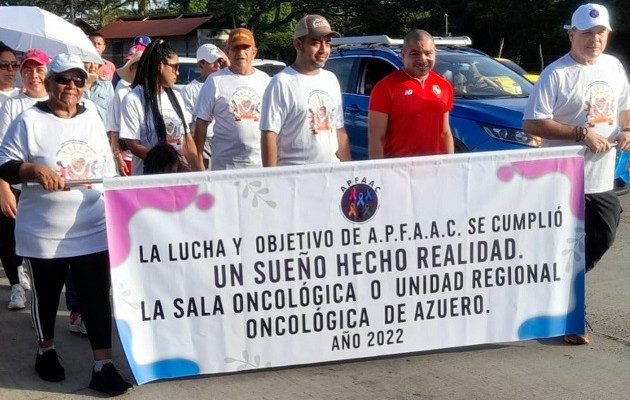 A.P.F.A.A.C
LA LUCHA Y OBJETIVO DE A.P.F.A.A.C. SE CUMPLIÓ
UN SUEÑO HECHO REALIDAD.
LA SALA ONCOLÓGICA O UNIDAD REGIONAL
ONCOLÓGICA DE AZUERO.
AÑO 2022